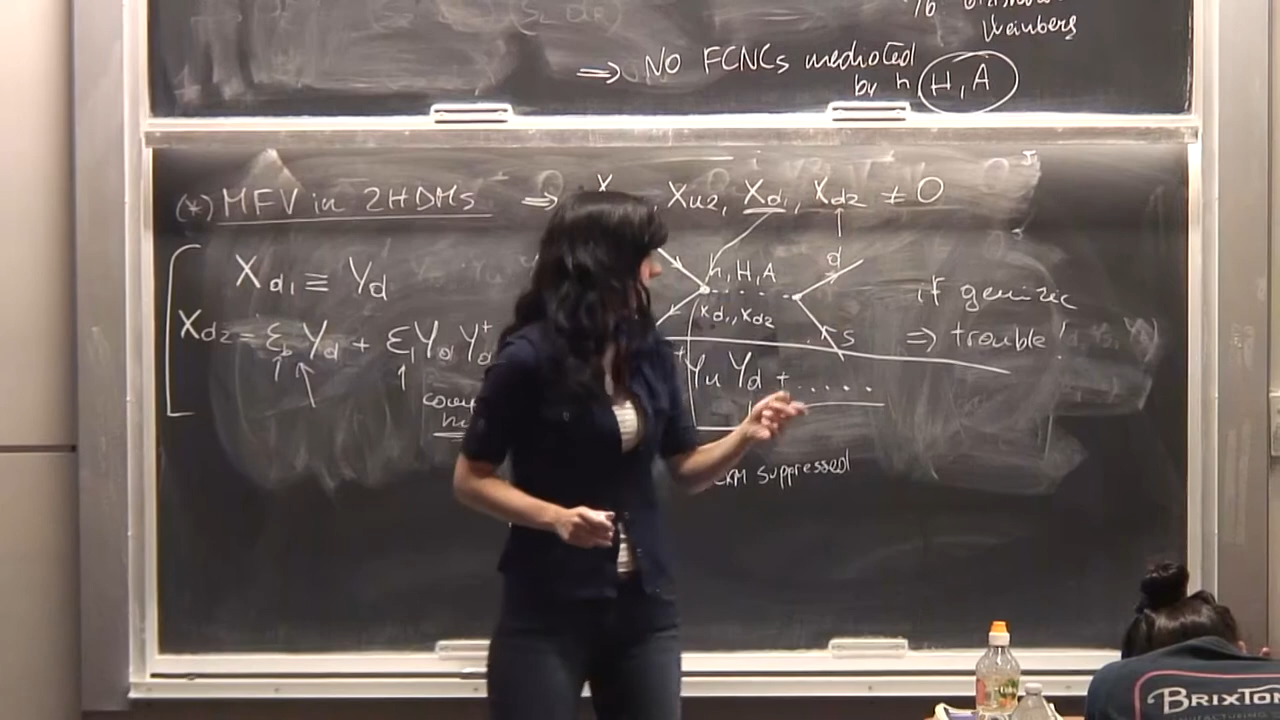 Weinberg
⇒ NO FCNCs mediated
by h, H, A
(*) MFV in 2HDMs ⇒ X , Xu2, Xd1, Xd2 ≠ 0
Xd1 ≡ Yd
h, H, A
d
Xd1, Xd2
s
if generic
⇒ trouble!
Xd2 = ε Yd + ε1 Yd Yd†
Yu Yd + .....
CKM suppressed
BRIXTON